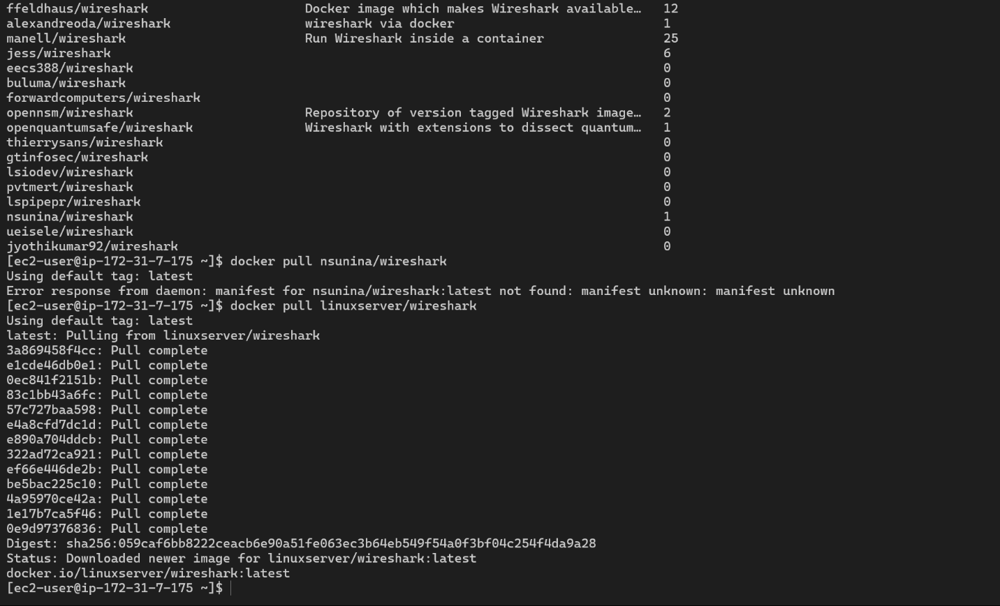 ffeldhaus/wireshark Docker image which makes Wireshark available… 12
alexandreoda/wireshark wireshark via docker 1
manell/wireshark Run Wireshark inside a container 25
jess/wireshark 6
eecs388/wireshark 0
buluma/wireshark 0
forwardcomputers/wireshark 0
opennsm/wireshark Repository of version tagged Wireshark image… 2
openquantumsafe/wireshark Wireshark with extensions to dissect quantum… 1
thierrysans/wireshark 0
gtinfosec/wireshark 0
lsiodev/wireshark 0
pvtmert/wireshark 0
lspipepr/wireshark 0
nsunina/wireshark 1
ueisele/wireshark 0
jyothikumar92/wireshark 0
[ec2-user@ip-172-31-7-175 ~]$ docker pull nsunina/wireshark
Using default tag: latest
Error response from daemon: manifest for nsunina/wireshark:latest not found: manifest unknown: manifest unknown
[ec2-user@ip-172-31-7-175 ~]$ docker pull linuxserver/wireshark
Using default tag: latest
latest: Pulling from linuxserver/wireshark
3a869458f4cc: Pull complete
e1cde46db0e1: Pull complete
0ec841f2151b: Pull complete
83c1bb43a6fc: Pull complete
57c727baa598: Pull complete
e4a8cfd7dc1d: Pull complete
e890a704ddcb: Pull complete
322ad72ca921: Pull complete
ef66e446de2b: Pull complete
be5bac225c10: Pull complete
4a95970ce42a: Pull complete
1e17b7ca5f46: Pull complete
0e9d97376836: Pull complete
Digest: sha256:059caf6bb8222ceacb6e90a51fe063ec3b64eb549f54a0f3bf04c254f4da9a28
Status: Downloaded newer image for linuxserver/wireshark:latest
docker.io/linuxserver/wireshark:latest
[ec2-user@ip-172-31-7-175 ~]$